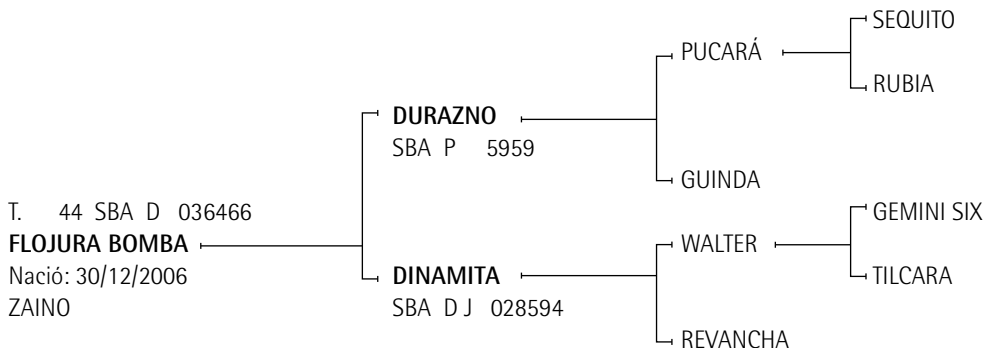 SEQUITO
PUCARÁ
RUBIA
DURAZNO
SBA P 5959
GUINDA
T. 44 SBA D 036466
FLOJURA BOMBA
Nació: 30/12/2006
ZAINO
GEMINI SIX
WALTER
DINAMITA
SBA D J 028594
TILCARA
REVANCHA